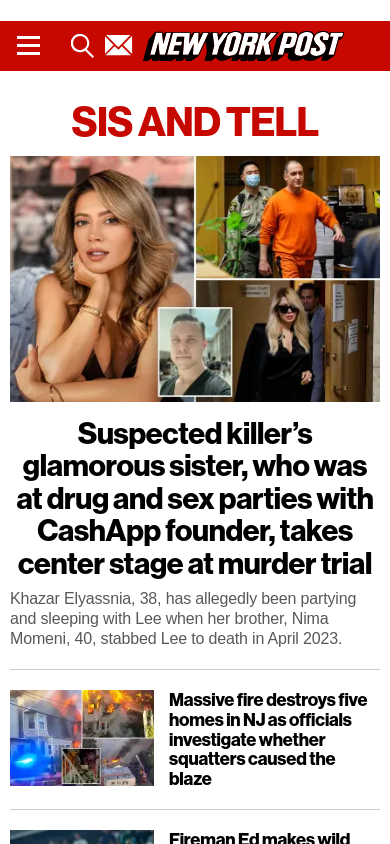 NEW YORK POST
SIS AND TELL
Suspected killer’s
glamorous sister, who was
at drug and sex parties with
CashApp founder, takes
center stage at murder trial
Khazar Elyassnia, 38, has allegedly been partying
and sleeping with Lee when her brother, Nima
Momeni, 40, stabbed Lee to death in April 2023.
Massive fire destroys five
homes in NJ as officials
investigate whether
squatters caused the
blaze
Fireman Ed makes wild